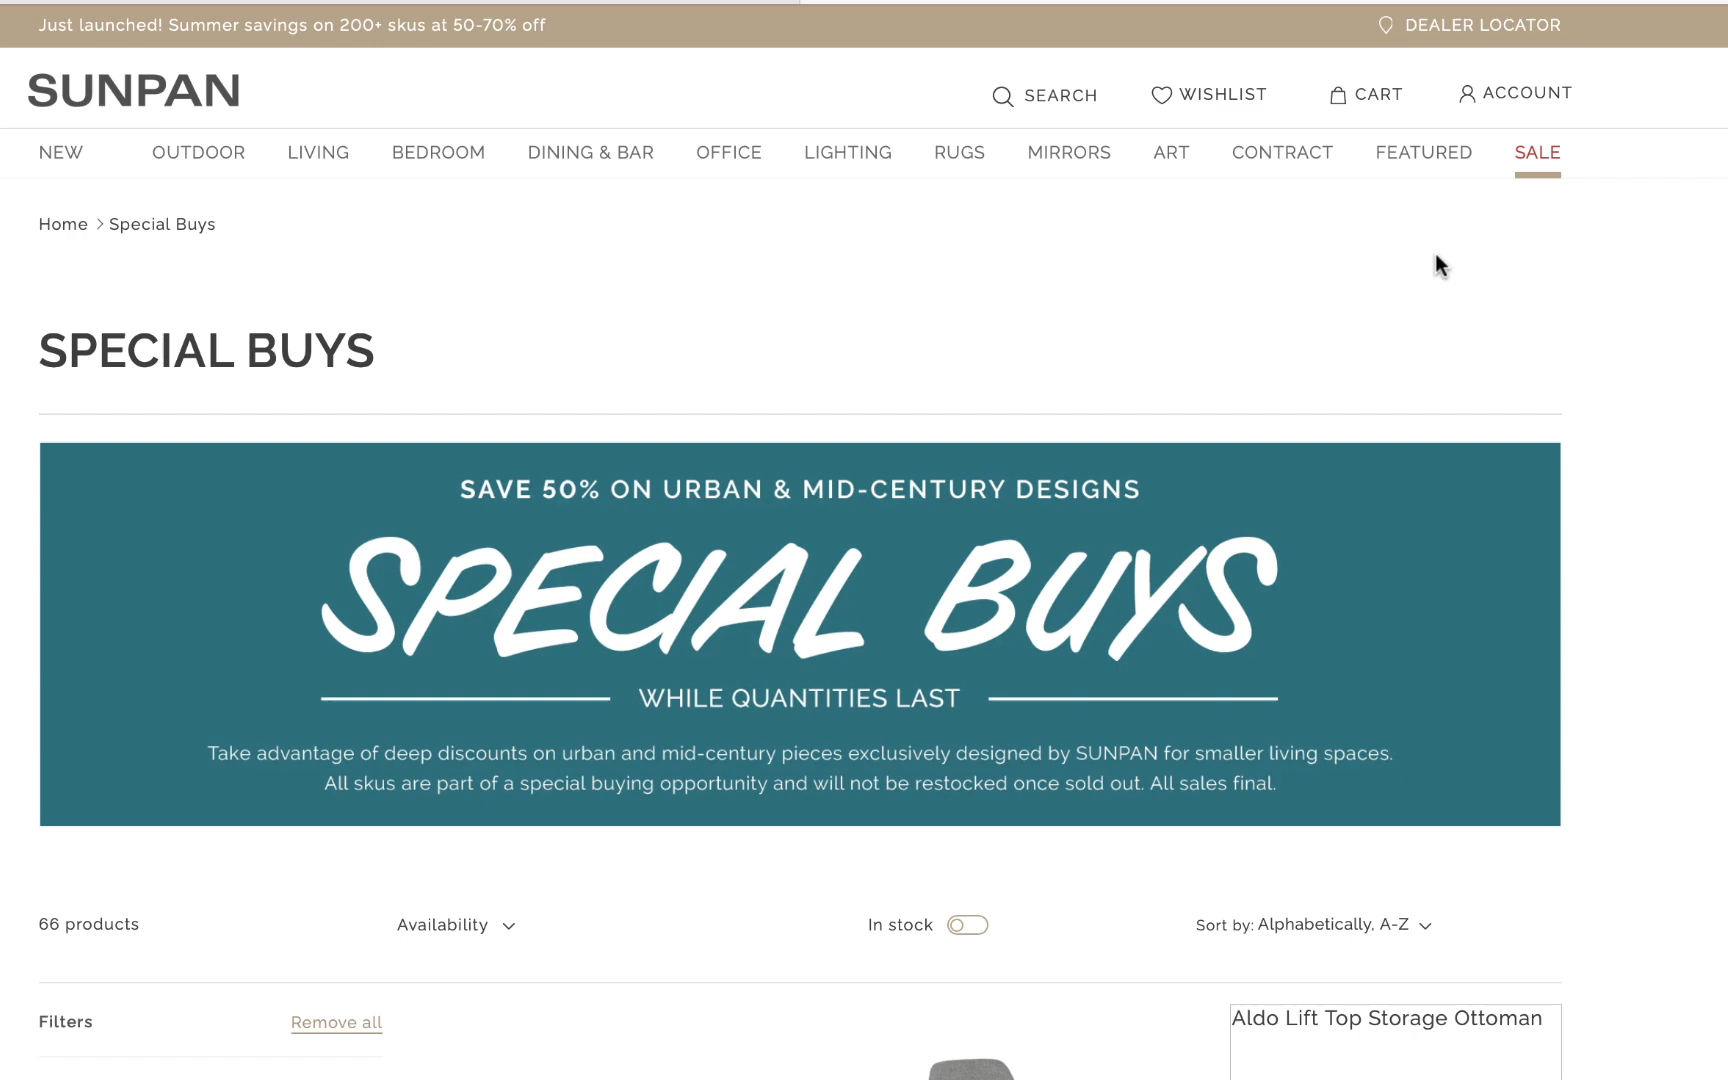 Just launched! Summer savings on 200+ skus at 50-70% off
DEALER LOCATOR
SUNPAN
SEARCH
WISHLIST
CART
ACCOUNT
NEW OUTDOOR LIVING BEDROOM DINING & BAR OFFICE LIGHTING RUGS MIRRORS ART CONTRACT FEATURED SALE
Home > Special Buys
SPECIAL BUYS
SAVE 50% ON URBAN & MID-CENTURY DESIGNS
SPECIAL BUYS
WHILE QUANTITIES LAST
Take advantage of deep discounts on urban and mid-century pieces exclusively designed by SUNPAN for smaller living spaces.
All skus are part of a special buying opportunity and will not be restocked once sold out. All sales final.
66 products
Availability
In stock
Sort by: Alphabetically, A-Z
Filters
Remove all
Aldo Lift Top Storage Ottoman